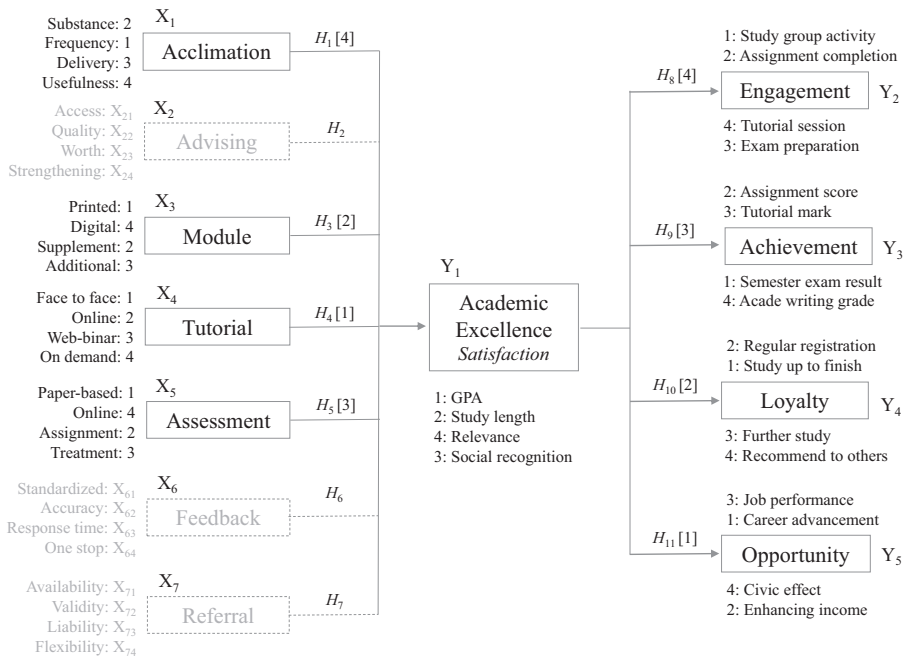 X1
Substance: 2
Frequency: 1
Delivery: 3
Usefulness: 4
Acclimation
H1 [4]
X2
Access: X21
Quality: X22
Worth: X23
Strengthening: X24
Advising
H2
X3
Printed: 1
Digital: 4
Supplement: 2
Additional: 3
Module
H3 [2]
X4
Face to face: 1
Online: 2
Web-binar: 3
On demand: 4
Tutorial
H4 [1]
X5
Paper-based: 1
Online: 4
Assignment: 2
Treatment: 3
Assessment
H5 [3]
X6
Standardized: X61
Accuracy: X62
Response time: X63
One stop: X64
Feedback
H6
X7
Availability: X71
Validity: X72
Liability: X73
Flexibility: X74
Referral
H7
Y1
Academic
Excellence
Satisfaction
1: GPA
2: Study length
4: Relevance
3: Social recognition
1: Study group activity
2: Assignment completion
H8 [4]
Engagement
Y2
4: Tutorial session
3: Exam preparation
2: Assignment score
3: Tutorial mark
H9 [3]
Achievement
Y3
1: Semester exam result
4: Acade writing grade
2: Regular registration
1: Study up to finish
H10 [2]
Loyalty
Y4
3: Further study
4: Recommend to others
3: Job performance
1: Career advancement
H11 [1]
Opportunity
Y5
4: Civic effect
2: Enhancing income